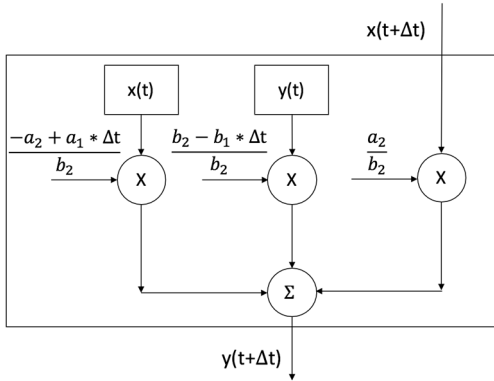 x(t+Δt)
x(t)
y(t)
−a₂ + a₁ * Δt
b₂
b₂ − b₁ * Δt
b₂
a₂
b₂
X
X
X
Σ
y(t+Δt)